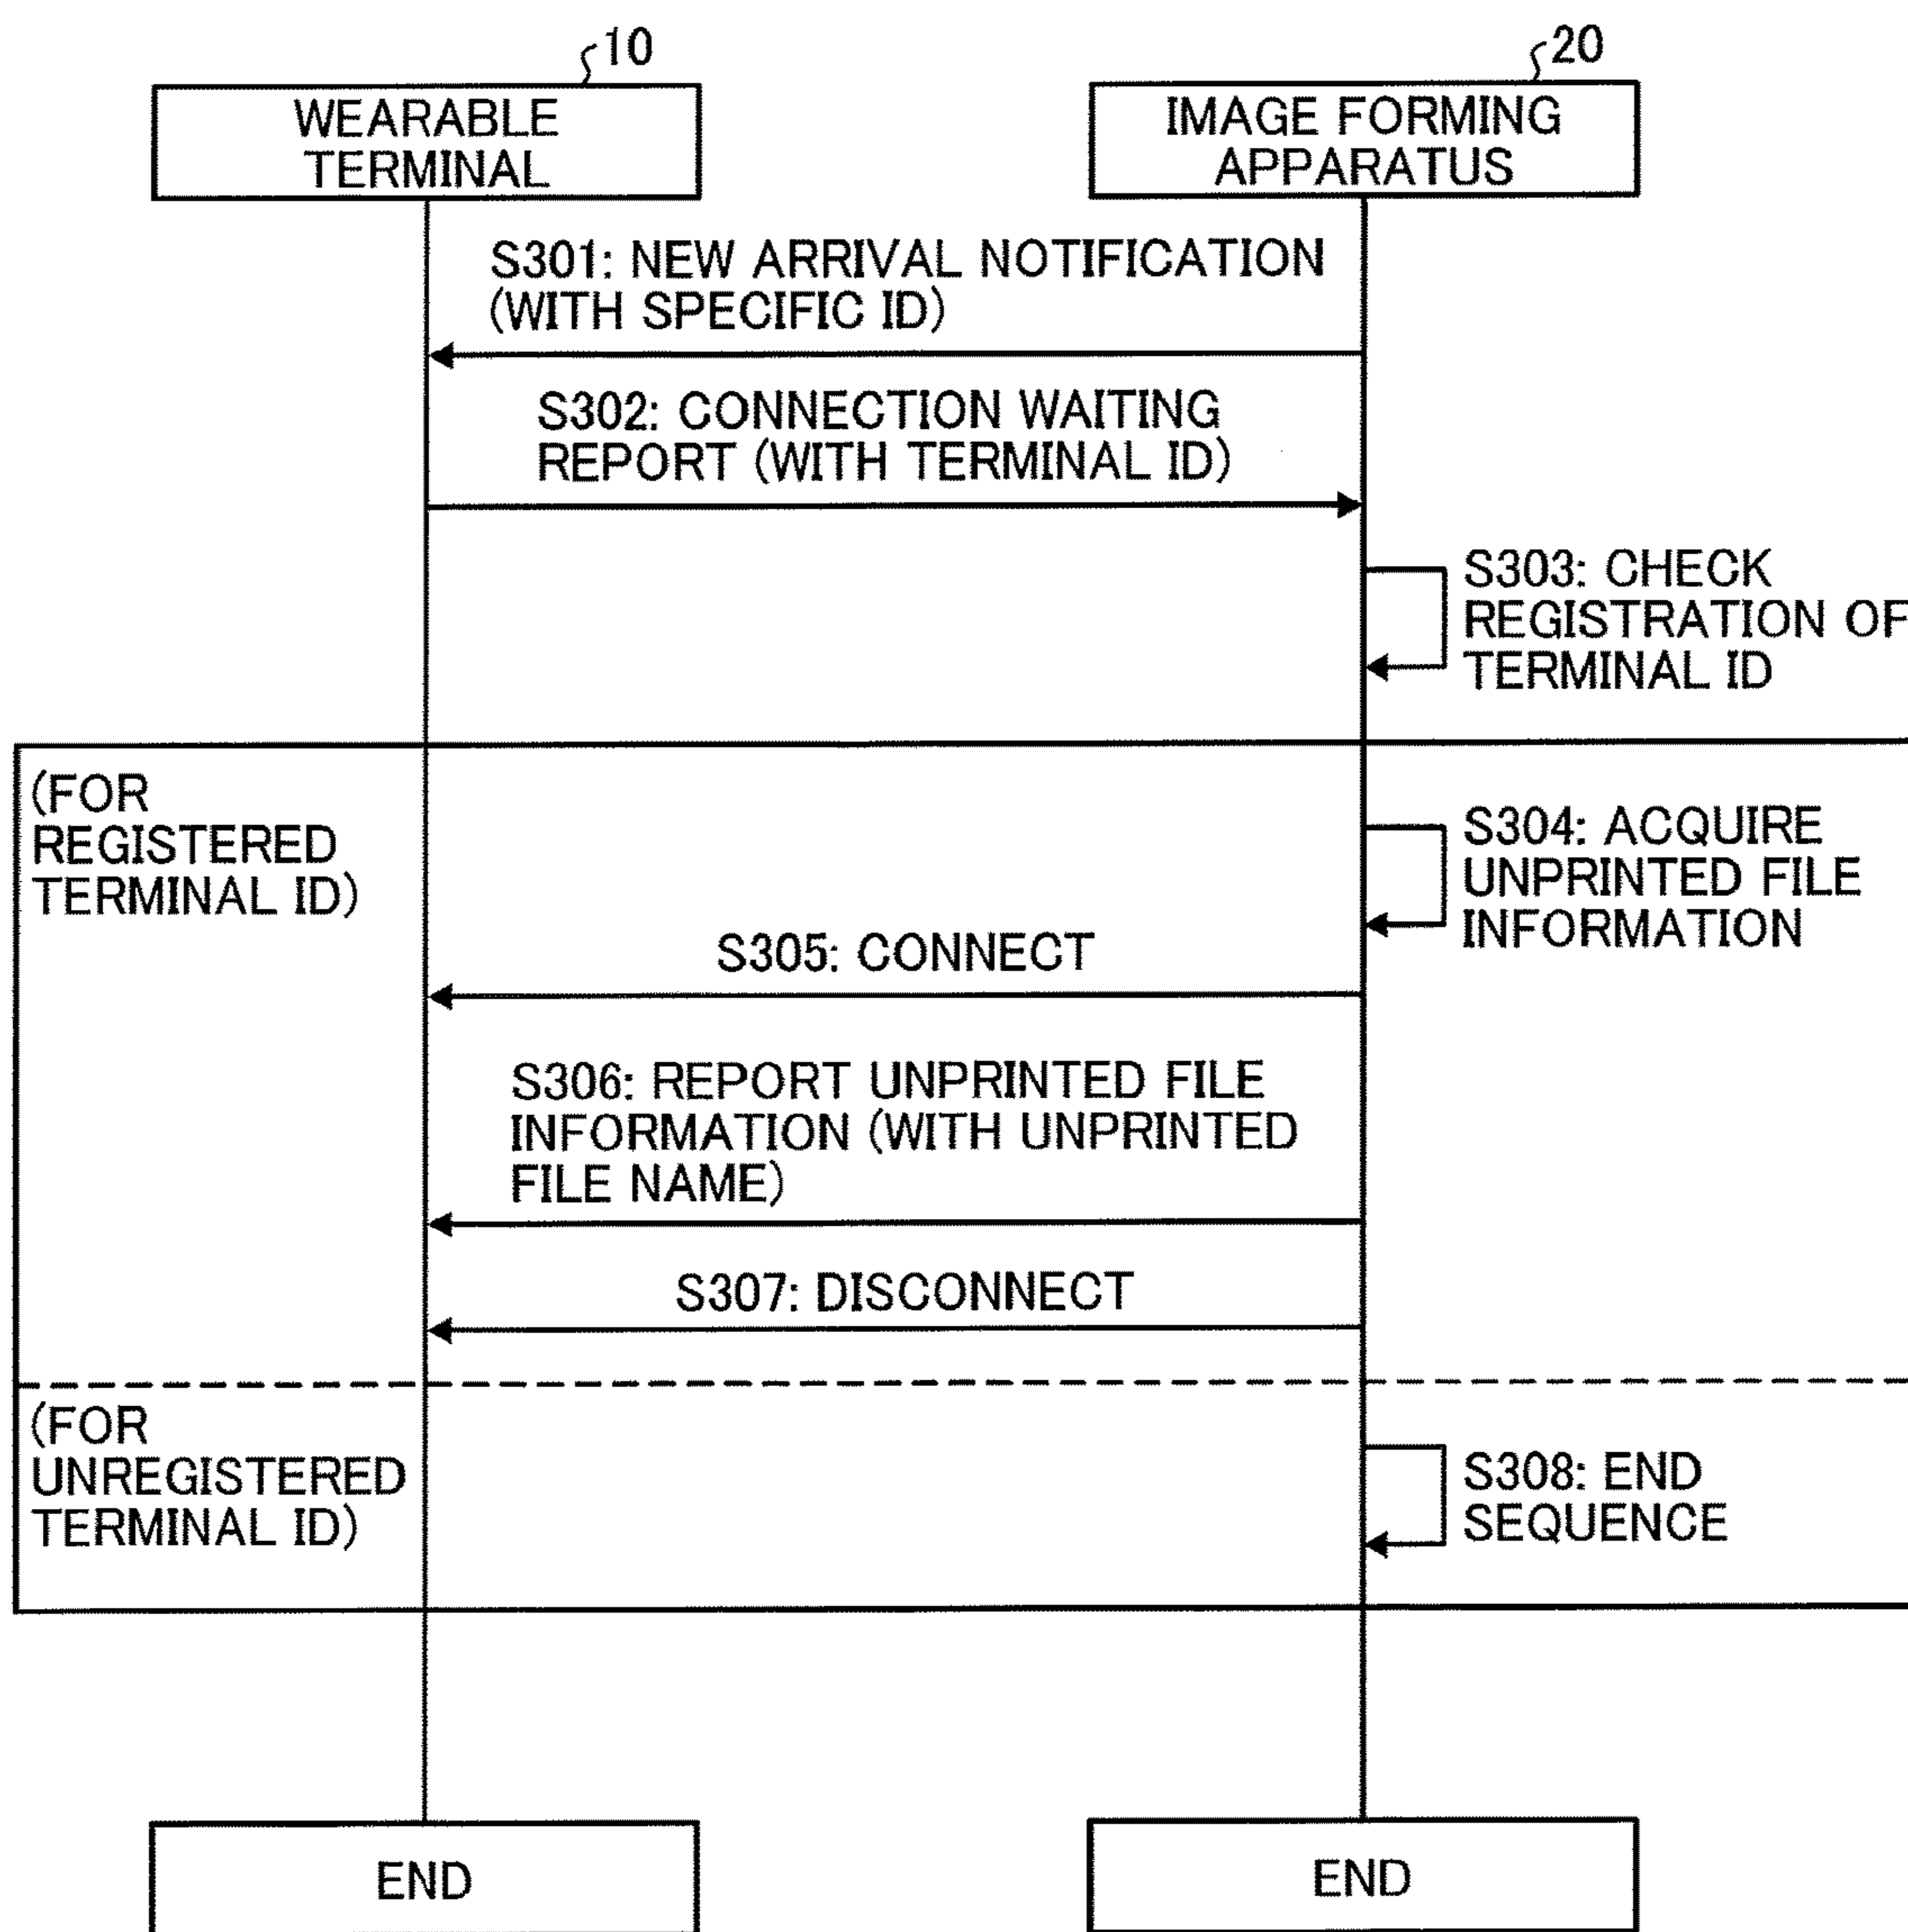 10
20
WEARABLE
TERMINAL
IMAGE FORMING
APPARATUS
S301: NEW ARRIVAL NOTIFICATION
(WITH SPECIFIC ID)
S302: CONNECTION WAITING
REPORT (WITH TERMINAL ID)
S303: CHECK
REGISTRATION OF
TERMINAL ID
(FOR
REGISTERED
TERMINAL ID)
S304: ACQUIRE
UNPRINTED FILE
INFORMATION
S305: CONNECT
S306: REPORT UNPRINTED FILE
INFORMATION (WITH UNPRINTED
FILE NAME)
S307: DISCONNECT
(FOR
UNREGISTERED
TERMINAL ID)
S308: END
SEQUENCE
END
END